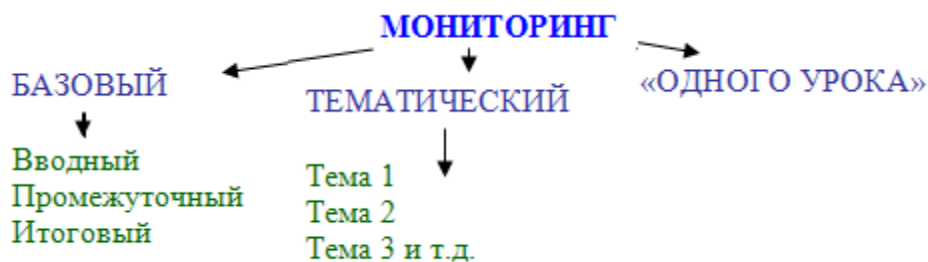 МОНИТОРИНГ
БАЗОВЫЙ
ТЕМАТИЧЕСКИЙ
«ОДНОГО УРОКА»
Вводный
Промежуточный
Итоговый
Тема 1
Тема 2
Тема 3 и т.д.